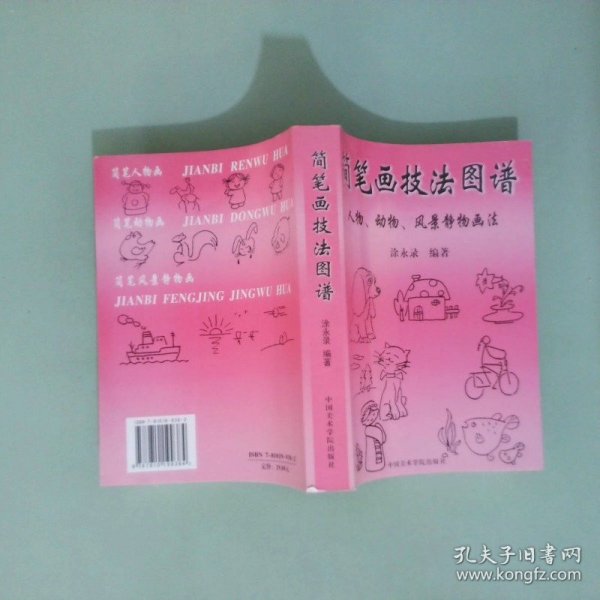 简笔人物画
JIANBI RENWU HUA
简笔动物画
JIANBI DONGWU HUA
简笔风景静物画
JIANBI FENGJING JINGWU HUA
简笔画技法图谱
涂永录 编著
中国美术学院出版社
简笔画技法图谱
人物、动物、风景静物画法
涂永录 编著
中国美术学院出版社
孔夫子旧书网
www.kongfz.com